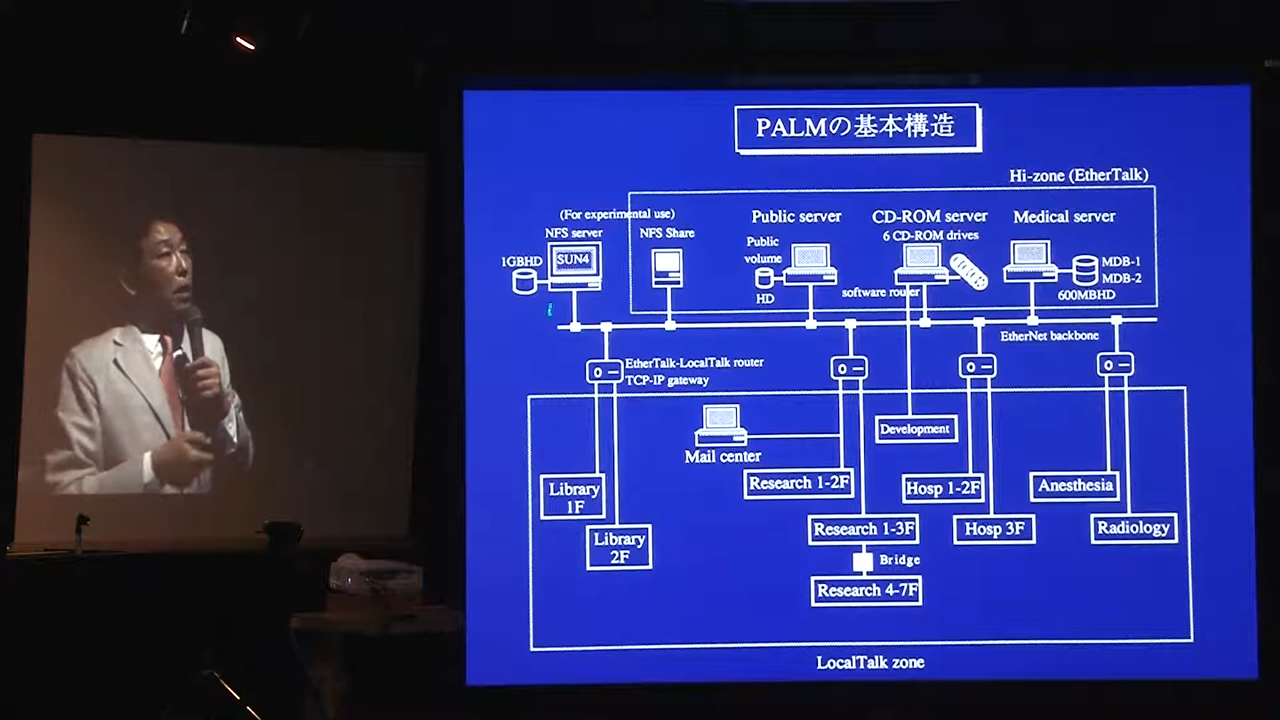 PALMの基本構造
Hi-zone (EtherTalk)
(For experimental use)
NFS server
NFS Share
Public server
CD-ROM server
6 CD-ROM drives
Medical server
1GBHD
SUN4
Public
volume
HD
software router
MDB-1
MDB-2
600MBHD
EtherNet backbone
EtherTalk-LocalTalk router
TCP-IP gateway
Mail center
Development
Library
1F
Library
2F
Research 1-2F
Hosp 1-2F
Anesthesia
Research 1-3F
Hosp 3F
Radiology
Bridge
Research 4-7F
LocalTalk zone